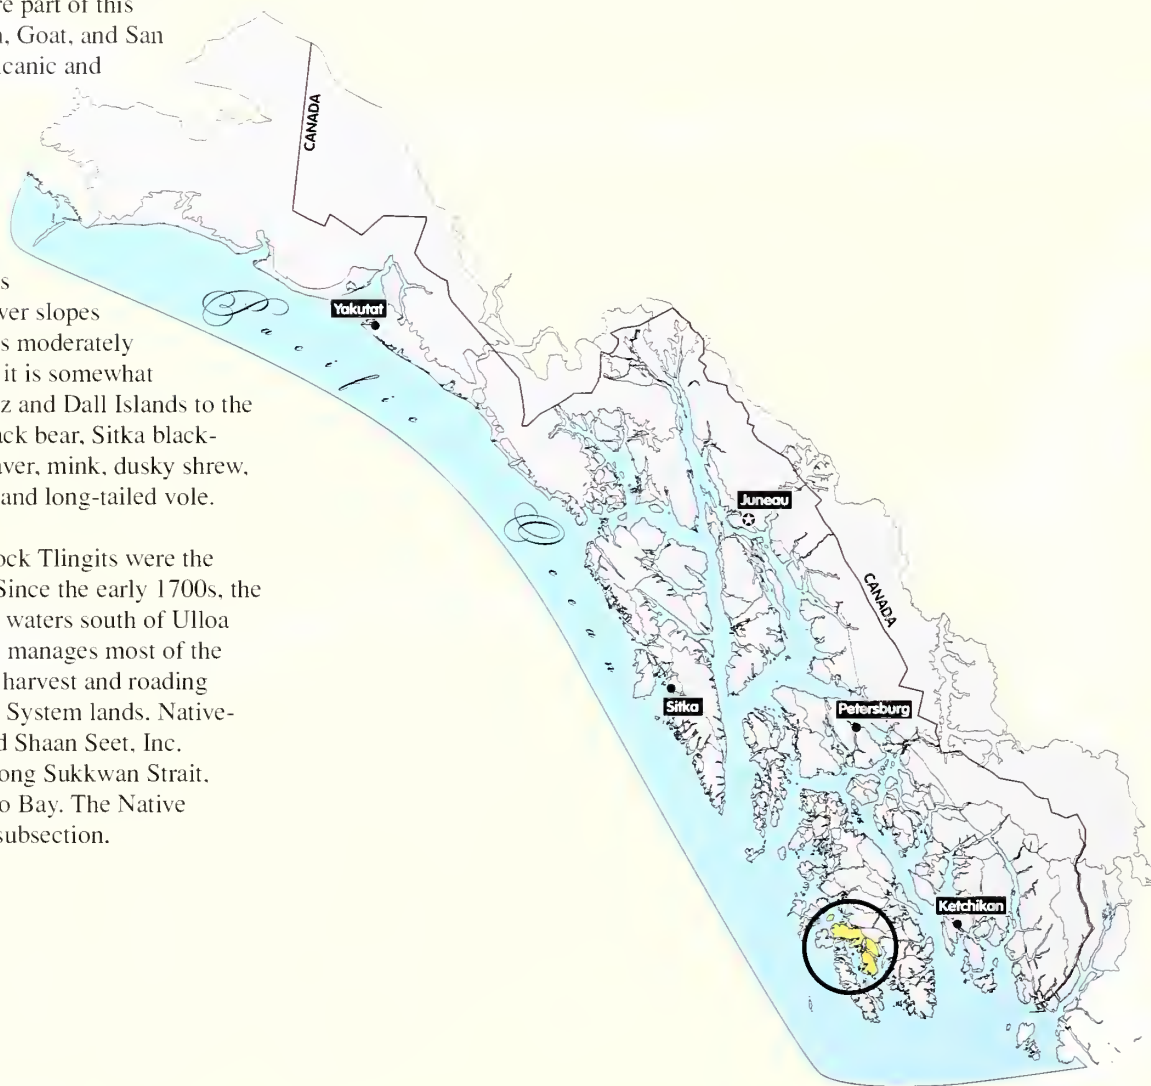 re part of this
, Goat, and San
canic and
s
ver slopes
s moderately
it is somewhat
z and Dall Islands to the
ack bear, Sitka black-
aver, mink, dusky shrew,
and long-tailed vole.
ock Tlingits were the
Since the early 1700s, the
waters south of Ulloa
manages most of the
harvest and roading
System lands. Native-
d Shaan Seet, Inc.
ong Sukkwan Strait,
o Bay. The Native
subsection.
CANADA
Yakutat
Pacific Ocean
Juneau
CANADA
Sitka
Petersburg
Ketchikan